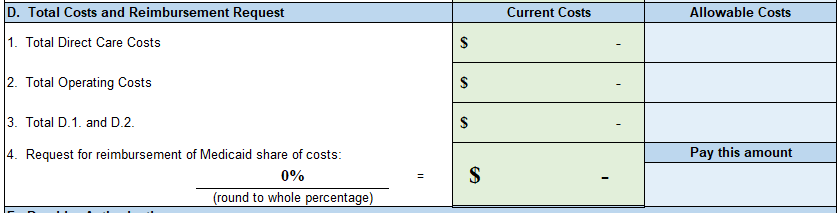 D. Total Costs and Reimbursement Request Current Costs Allowable Costs
1. Total Direct Care Costs $ -
2. Total Operating Costs $ -
3. Total D.1. and D.2. $ -
4. Request for reimbursement of Medicaid share of costs: Pay this amount
0% = $ -
(round to whole percentage)